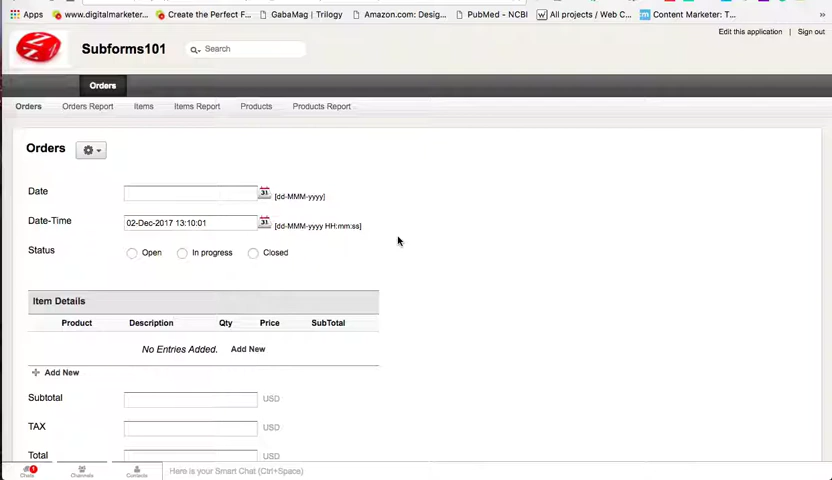 Apps www.digitalmarketer... Create the Perfect F... GabaMag | Trilogy Amazon.com: Desig... PubMed - NCBI All projects / Web C... Content Marketer: T... »
Edit this application | Sign out
Subforms101 Search
Orders
Orders Orders Report Items Items Report Products Products Report
Orders
Date 31 [dd-MMM-yyyy]
Date-Time 02-Dec-2017 13:10:01 31 [dd-MMM-yyyy HH:mm:ss]
Status Open In progress Closed
Item Details
Product Description Qty Price SubTotal
No Entries Added. Add New
Add New
Subtotal USD
TAX USD
Total USD
Chats Channels Contacts Here is your Smart Chat (Ctrl+Space)